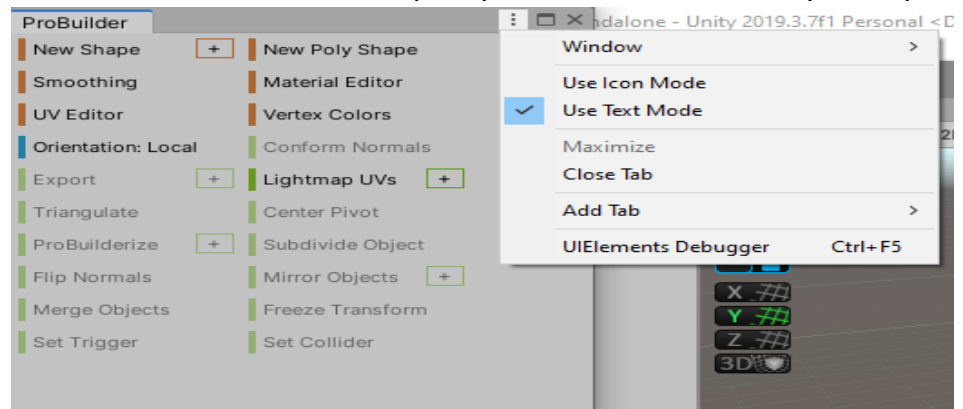 ProBuilder
ndalone - Unity 2019.3.7f1 Personal <D
New Shape + New Poly Shape
Smoothing Material Editor
UV Editor Vertex Colors
Orientation: Local Conform Normals
Export + Lightmap UVs +
Triangulate Center Pivot
ProBuilderize + Subdivide Object
Flip Normals Mirror Objects +
Merge Objects Freeze Transform
Set Trigger Set Collider
Window >
Use Icon Mode
Use Text Mode
Maximize
Close Tab
Add Tab >
UIElements Debugger Ctrl+F5
X
Y
Z
3D